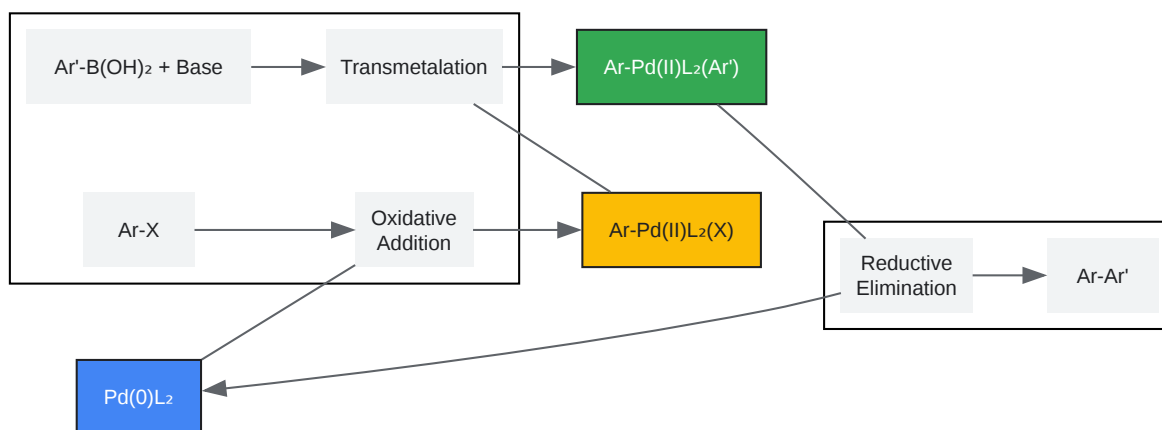 Ar'-B(OH)₂ + Base
Transmetalation
Ar-Pd(II)L₂(Ar')
Ar-X
Oxidative
Addition
Ar-Pd(II)L₂(X)
Reductive
Elimination
Ar-Ar'
Pd(0)L₂